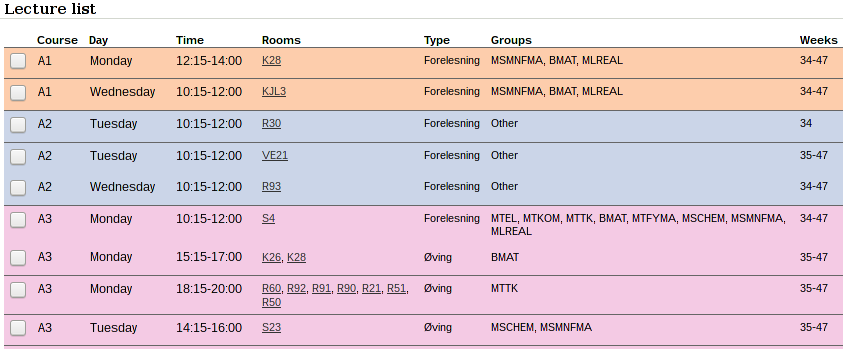 Lecture list
Course Day Time Rooms Type Groups Weeks
A1 Monday 12:15-14:00 K28 Forelesning MSMNFMA, BMAT, MLREAL 34-47
A1 Wednesday 10:15-12:00 KJL3 Forelesning MSMNFMA, BMAT, MLREAL 34-47
A2 Tuesday 10:15-12:00 R30 Forelesning Other 34
A2 Tuesday 10:15-12:00 VE21 Forelesning Other 35-47
A2 Wednesday 10:15-12:00 R93 Forelesning Other 34-47
A3 Monday 10:15-12:00 S4 Forelesning MTEL, MTKOM, MTTK, BMAT, MTFYMA, MSCHEM, MSMNFMA, 34-47
MLREAL
A3 Monday 15:15-17:00 K26, K28 Øving BMAT 35-47
A3 Monday 18:15-20:00 R60, R92, R91, R90, R21, R51, Øving MTTK 35-47
R50
A3 Tuesday 14:15-16:00 S23 Øving MSCHEM, MSMNFMA 35-47